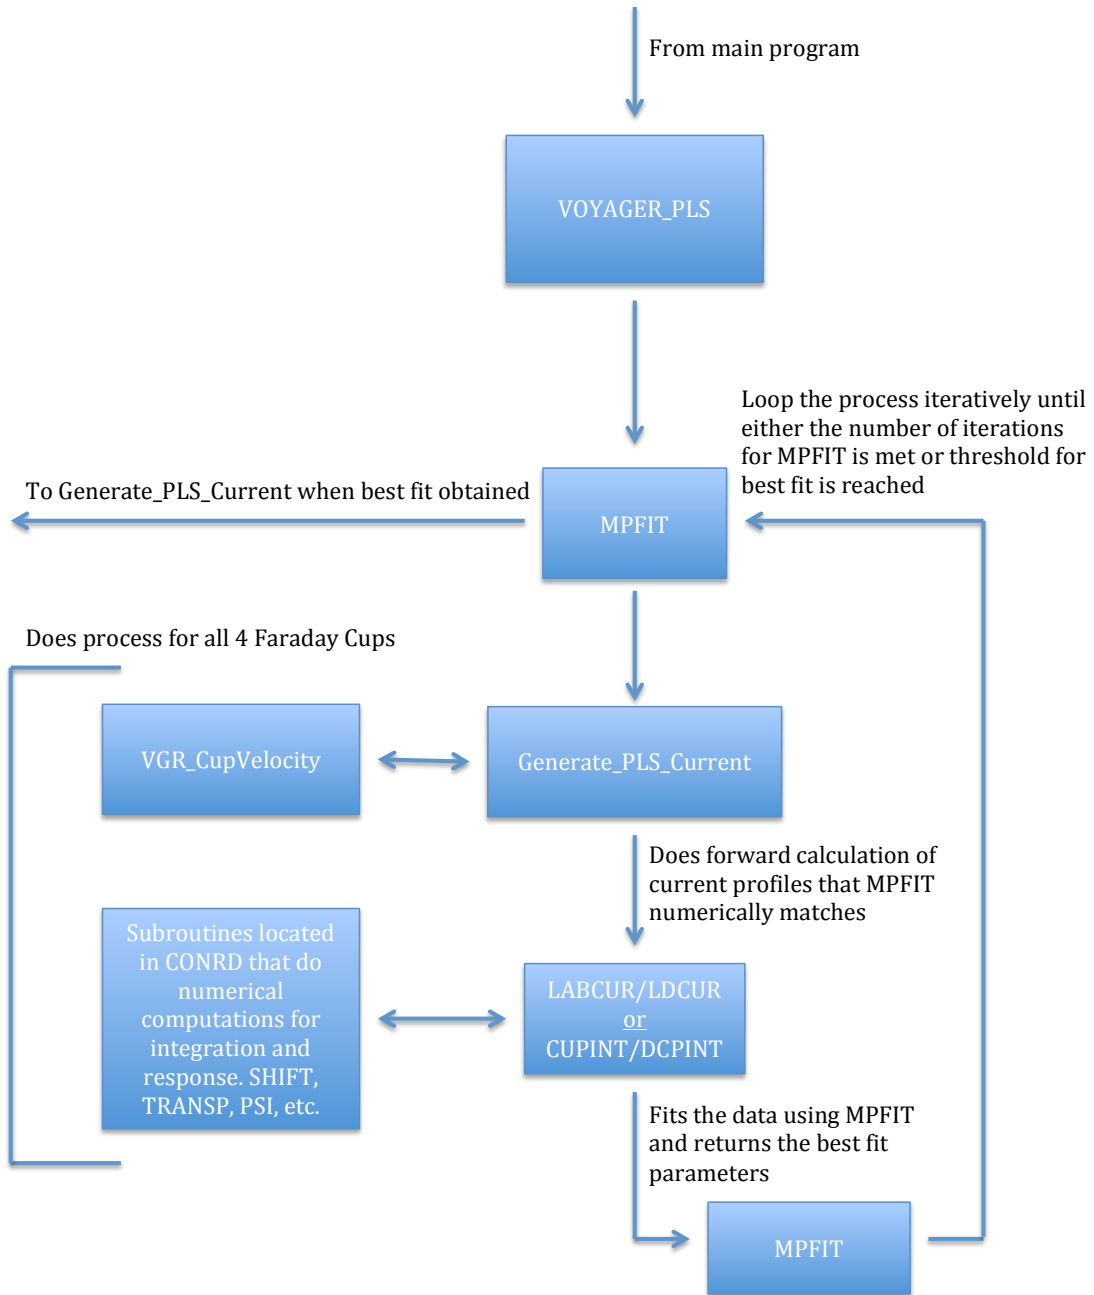 From main program
VOYAGER_PLS
Loop the process iteratively until
either the number of iterations
for MPFIT is met or threshold for
best fit is reached
To Generate_PLS_Current when best fit obtained
MPFIT
Does process for all 4 Faraday Cups
VGR_CupVelocity
Generate_PLS_Current
Does forward calculation of
current profiles that MPFIT
numerically matches
Subroutines located
in CONRD that do
numerical
computations for
integration and
response. SHIFT,
TRANSP, PSI, etc.
LABCUR/LDCUR
or
CUPINT/DCPINT
Fits the data using MPFIT
and returns the best fit
parameters
MPFIT